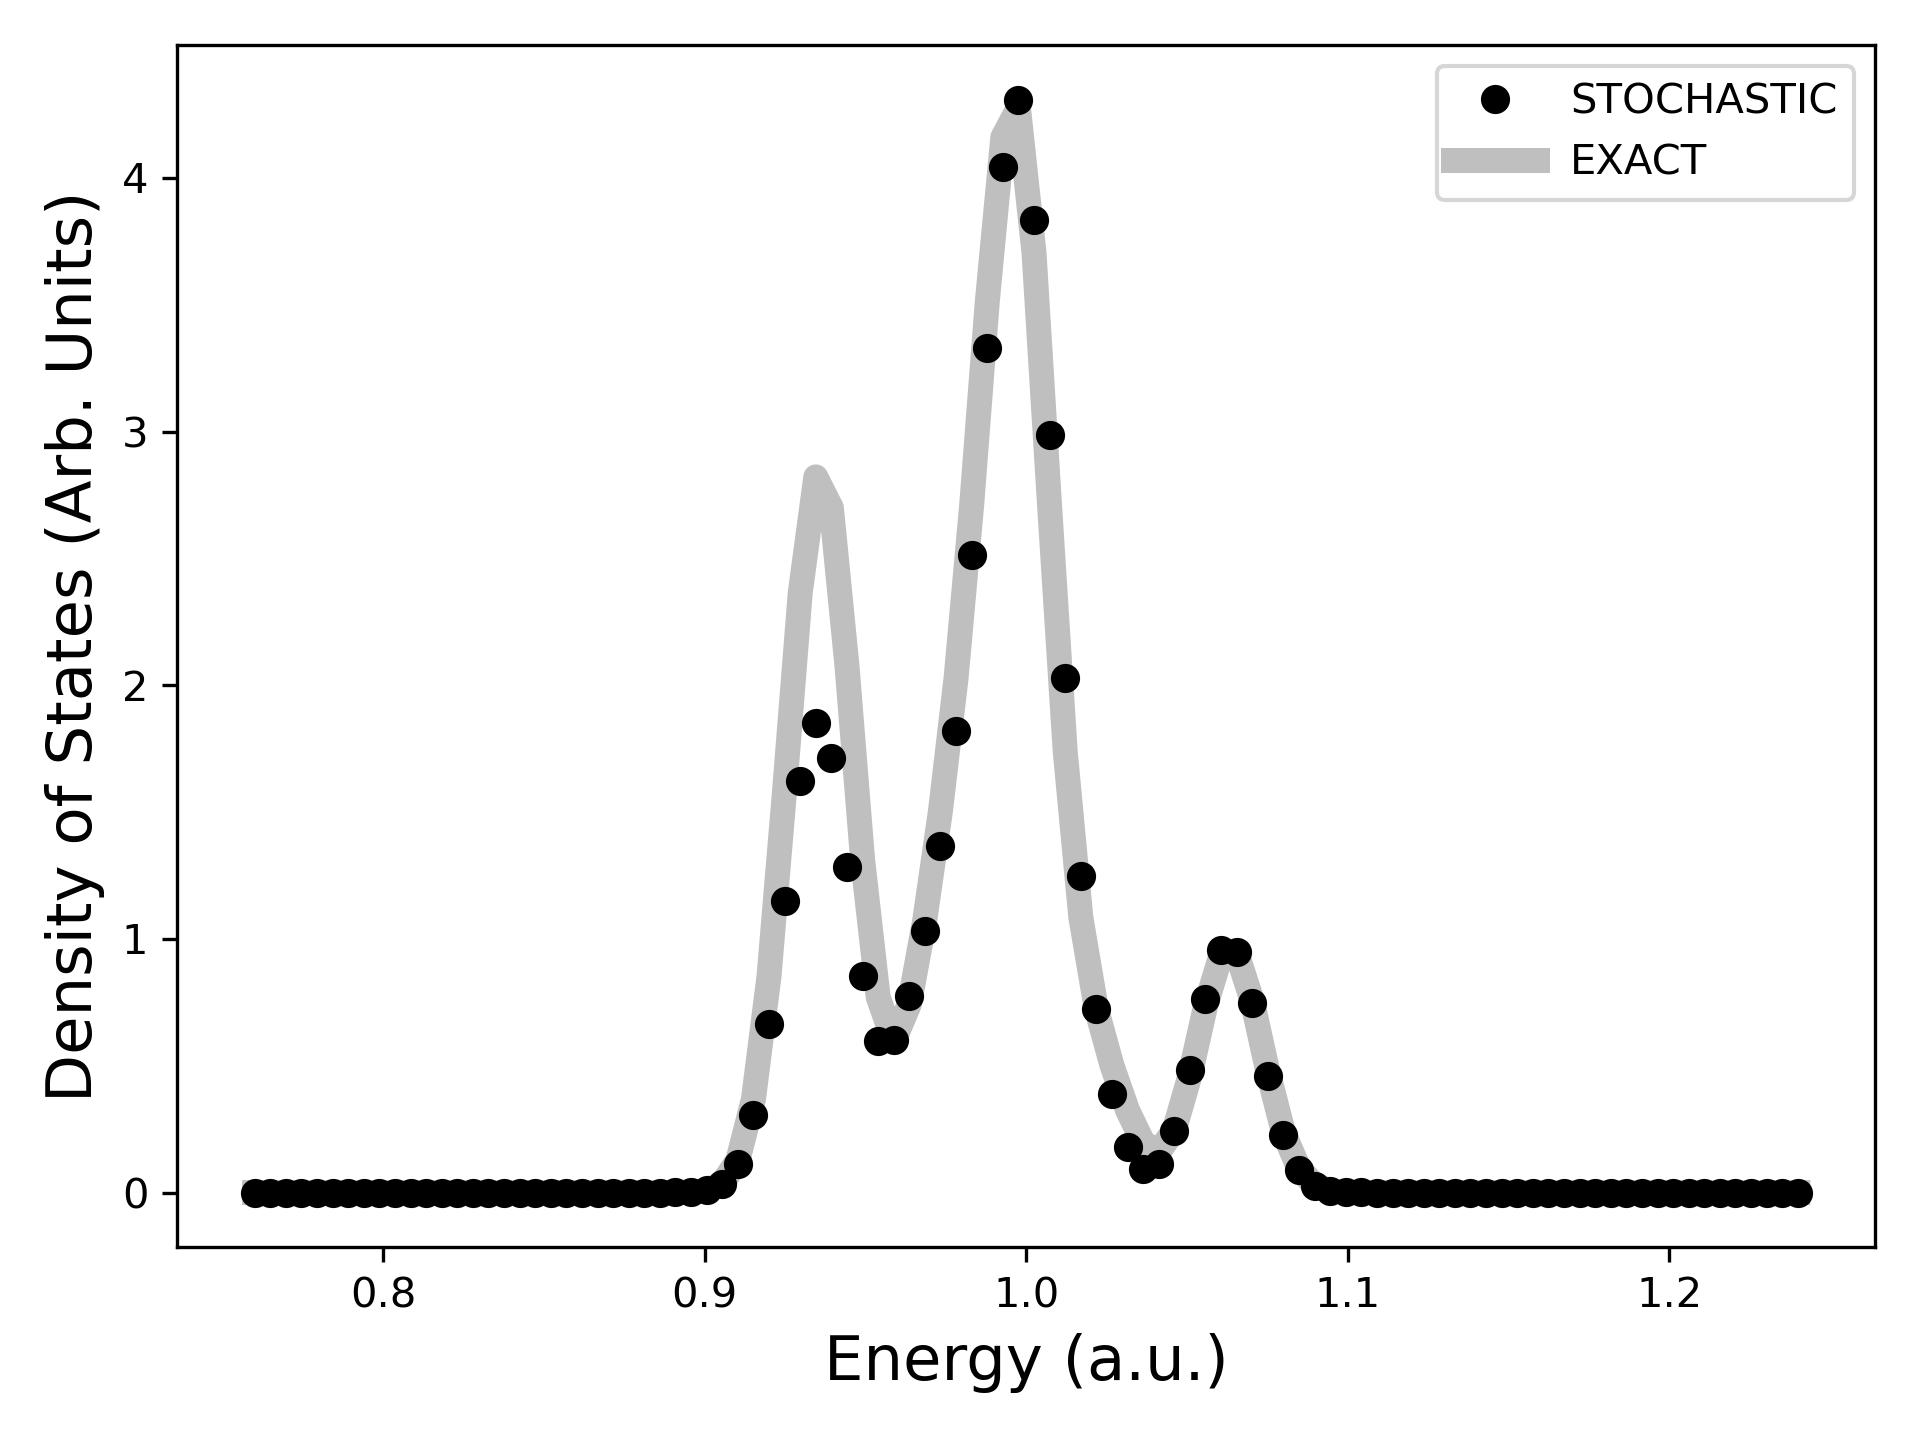 STOCHASTIC
EXACT
Density of States (Arb. Units)
4
3
2
1
0
0.8
0.9
1.0
1.1
1.2
Energy (a.u.)